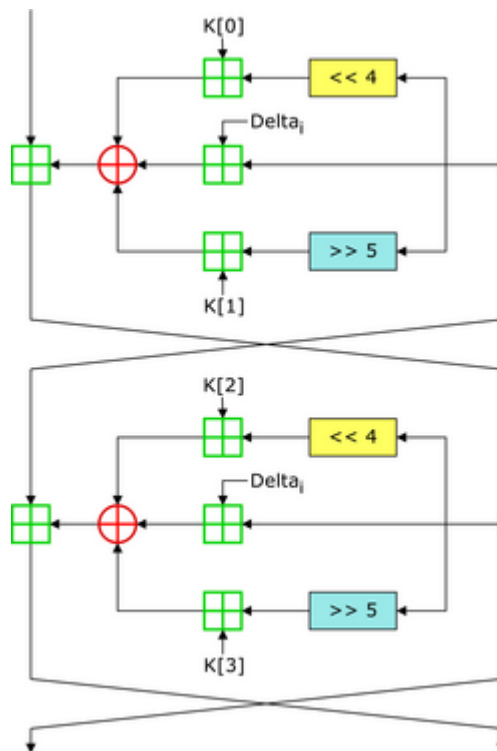 K[0]
<< 4
Delta_i
>> 5
K[1]
K[2]
<< 4
Delta_i
>> 5
K[3]